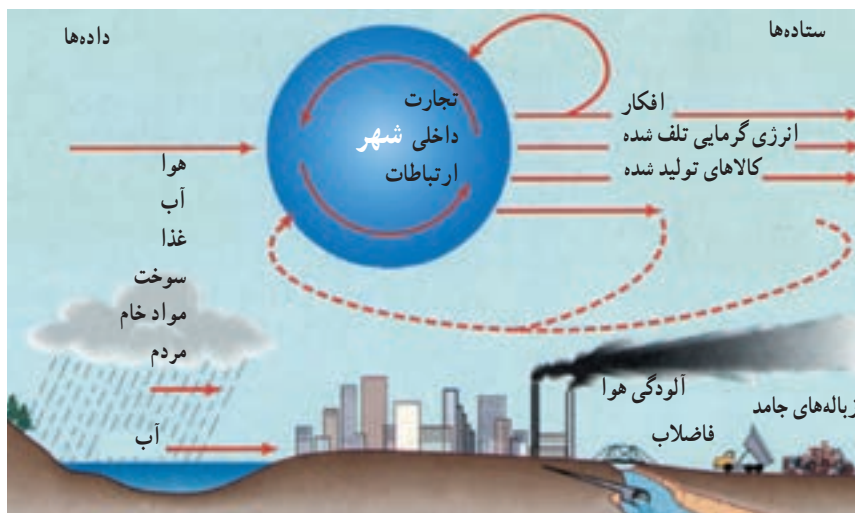 داده‌ها
ستاده‌ها
تجارت
داخلی شهر
ارتباطات
افکار
انرژی گرمایی تلف شده
کالاهای تولید شده
هوا
آب
غذا
سوخت
مواد خام
مردم
آب
آلودگی هوا
فاضلاب
زباله‌های جامد